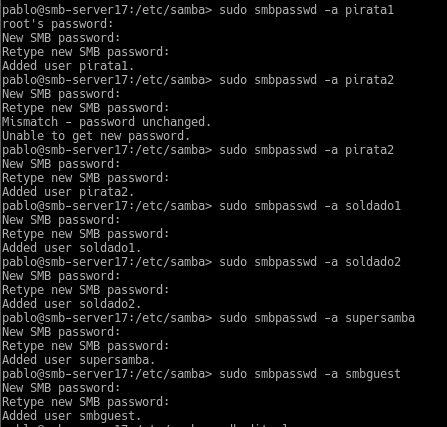 pablo@smb-server17:/etc/samba> sudo smbpasswd -a pirata1
root's password:
New SMB password:
Retype new SMB password:
Added user pirata1.
pablo@smb-server17:/etc/samba> sudo smbpasswd -a pirata2
New SMB password:
Retype new SMB password:
Mismatch - password unchanged.
Unable to get new password.
pablo@smb-server17:/etc/samba> sudo smbpasswd -a pirata2
New SMB password:
Retype new SMB password:
Added user pirata2.
pablo@smb-server17:/etc/samba> sudo smbpasswd -a soldado1
New SMB password:
Retype new SMB password:
Added user soldado1.
pablo@smb-server17:/etc/samba> sudo smbpasswd -a soldado2
New SMB password:
Retype new SMB password:
Added user soldado2.
pablo@smb-server17:/etc/samba> sudo smbpasswd -a supersamba
New SMB password:
Retype new SMB password:
Added user supersamba.
pablo@smb-server17:/etc/samba> sudo smbpasswd -a smbguest
New SMB password:
Retype new SMB password:
Added user smbguest.